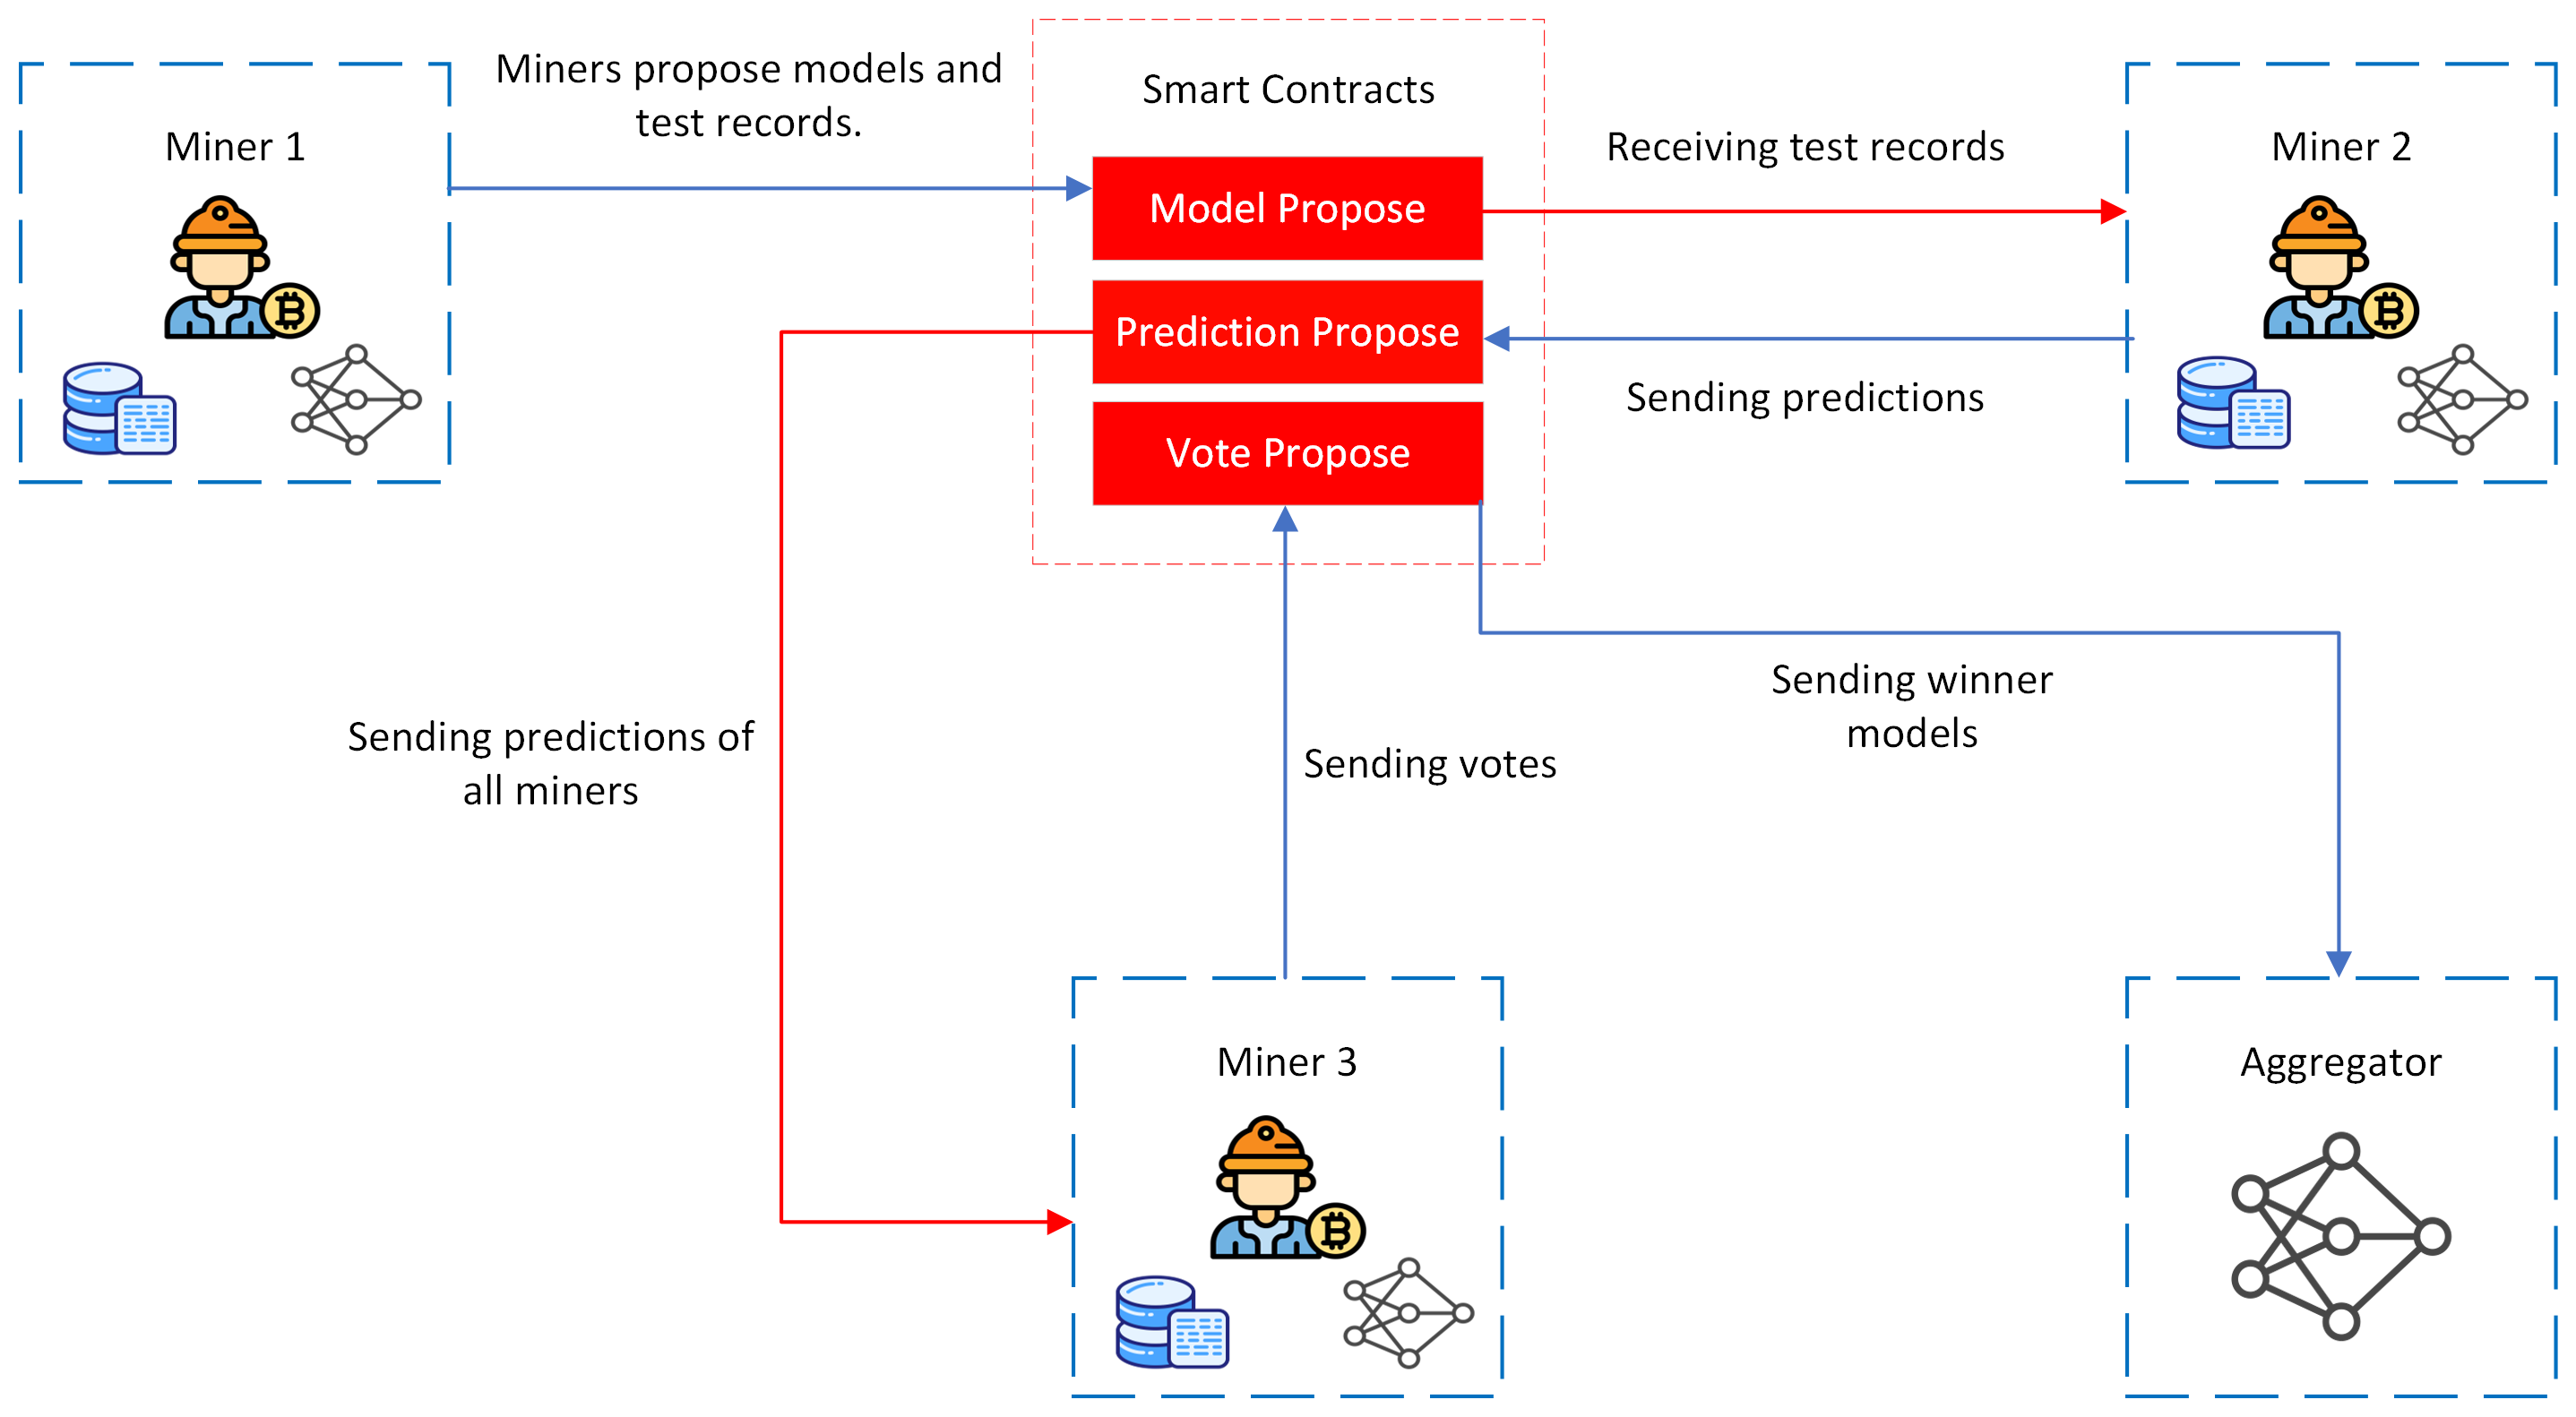 Miners propose models and
test records.
Smart Contracts
Miner 1
Receiving test records
Miner 2
Model Propose
Prediction Propose
Sending predictions
Vote Propose
Sending predictions of
all miners
Sending votes
Sending winner
models
Miner 3
Aggregator